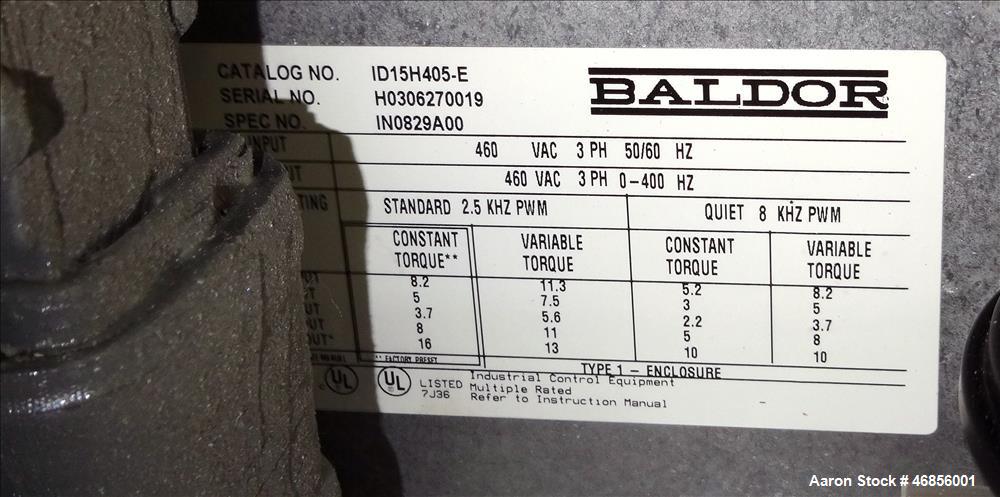 CATALOG NO. ID15H405-E
BALDOR
SERIAL NO. H0306270019
SPEC NO. IN0829A00
460 VAC 3 PH 50/60 HZ
460 VAC 3 PH 0-400 HZ
STANDARD 2.5 KHZ PWM QUIET 8 KHZ PWM
CONSTANT VARIABLE CONSTANT VARIABLE
TORQUE** TORQUE TORQUE TORQUE
8.2 11.3 5.2 8.2
5 7.5 3 5
3.7 5.6 2.2 3.7
8 11 5 8
16 13 10 10
** FACTORY PRESET
TYPE 1 - ENCLOSURE
UL UL LISTED 7J36
Industrial Control Equipment
Multiple Rated
Refer to Instruction Manual
Aaron Stock # 46856001